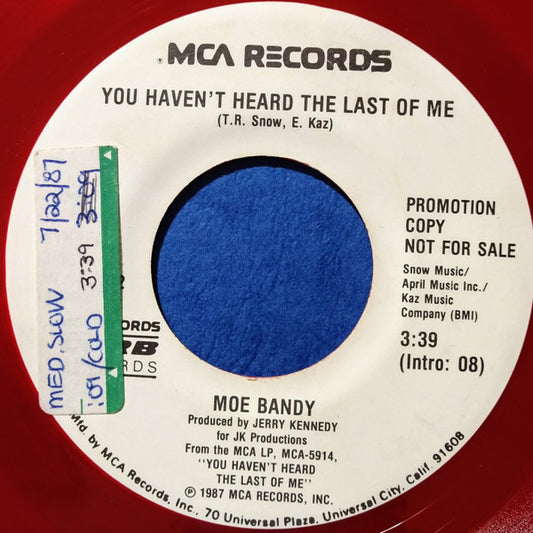 ® MCA RECORDS
YOU HAVEN'T HEARD THE LAST OF ME
(T.R. Snow, E. Kaz)
PROMOTION
COPY
NOT FOR SALE
Snow Music/
April Music Inc./
Kaz Music
Company (BMI)
3:39
(Intro: 08)
MED. SLOW 7/22/87
:09/COLD 3:39 3:09
MOE BANDY
Produced by JERRY KENNEDY
for JK Productions
From the MCA LP, MCA-5914,
"YOU HAVEN'T HEARD
THE LAST OF ME"
Ⓟ 1987 MCA RECORDS, INC.
Mfd. by MCA Records, Inc., 70 Universal Plaza, Universal City, Calif. 91608